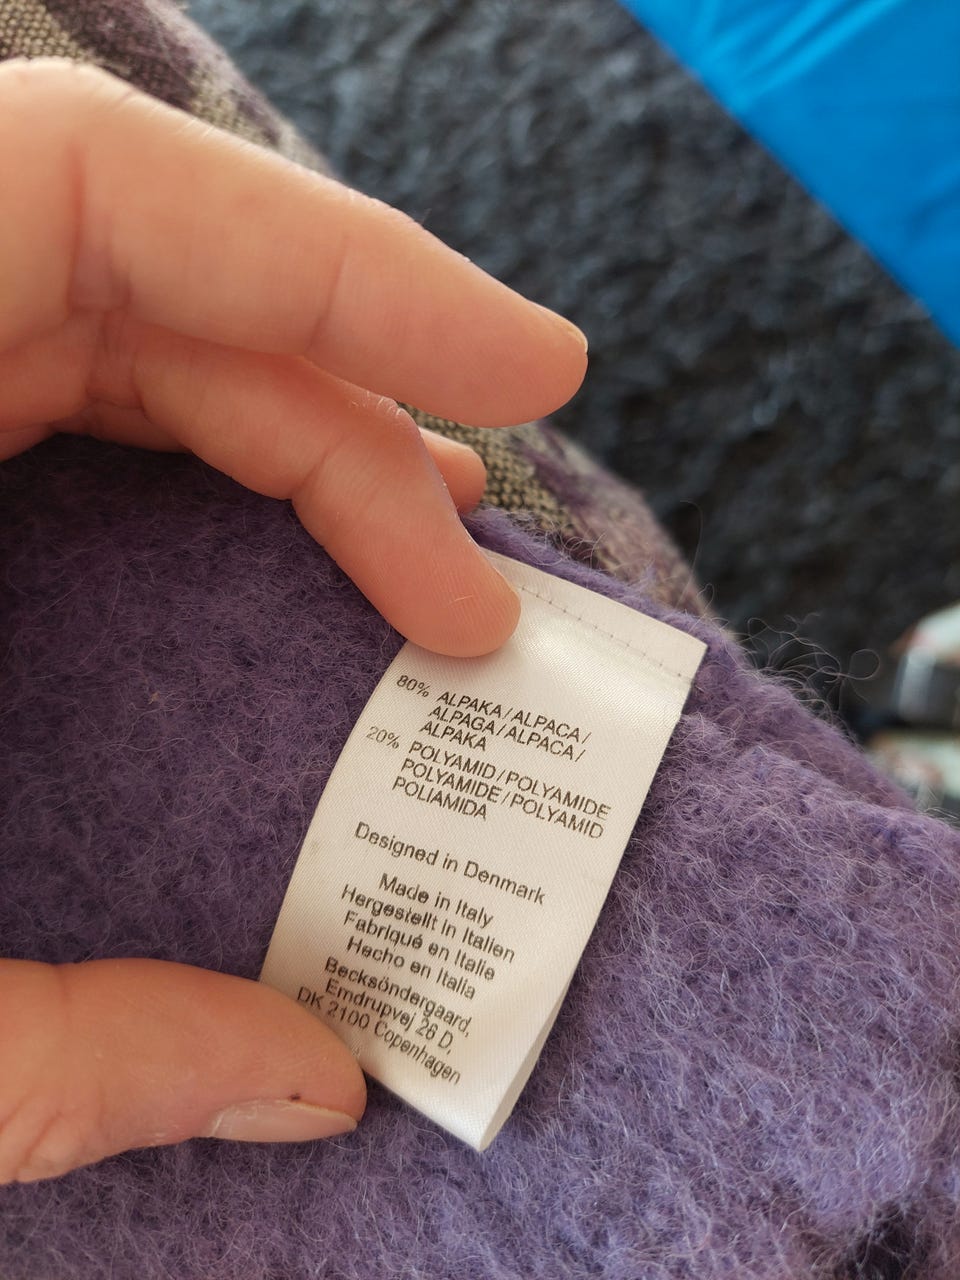 80% ALPAKA / ALPACA /
ALPAGA / ALPACA /
ALPAKA
20% POLYAMID / POLYAMIDE
POLYAMIDE / POLYAMID
POLIAMIDA
Designed in Denmark
Made in Italy
Hergestellt in Italien
Fabriqué en Italie
Hecho en Italia
Becksöndergaard,
Emdrupvej 26 D,
DK 2100 Copenhagen